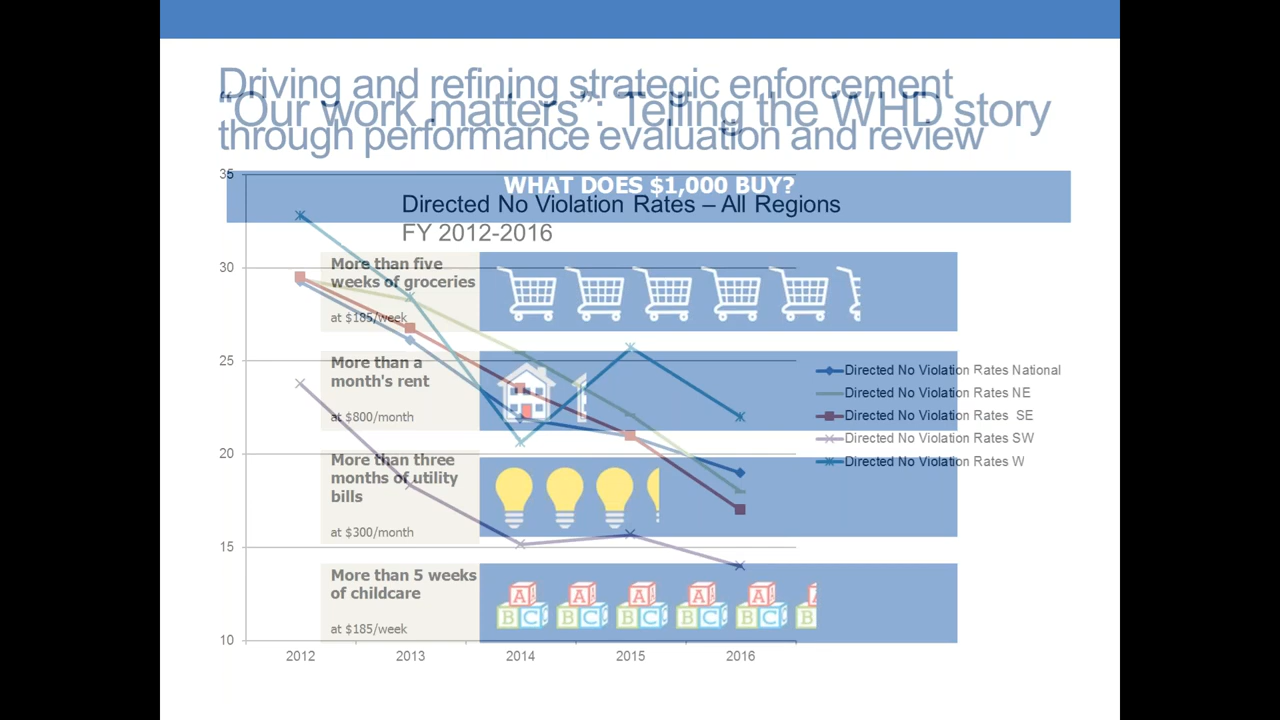 Driving and refining strategic enforcement
through performance evaluation and review
“Our work matters”: Telling the WHD story
WHAT DOES $1,000 BUY?
Directed No Violation Rates – All Regions
FY 2012-2016
More than five
weeks of groceries
at $185/week
More than a
month's rent
at $800/month
More than three
months of utility
bills
at $300/month
More than 5 weeks
of childcare
at $185/week
35
30
25
20
15
10
2012
2013
2014
2015
2016
Directed No Violation Rates National
Directed No Violation Rates NE
Directed No Violation Rates SE
Directed No Violation Rates SW
Directed No Violation Rates W
A A A A A A
B C B C B C B C B C B